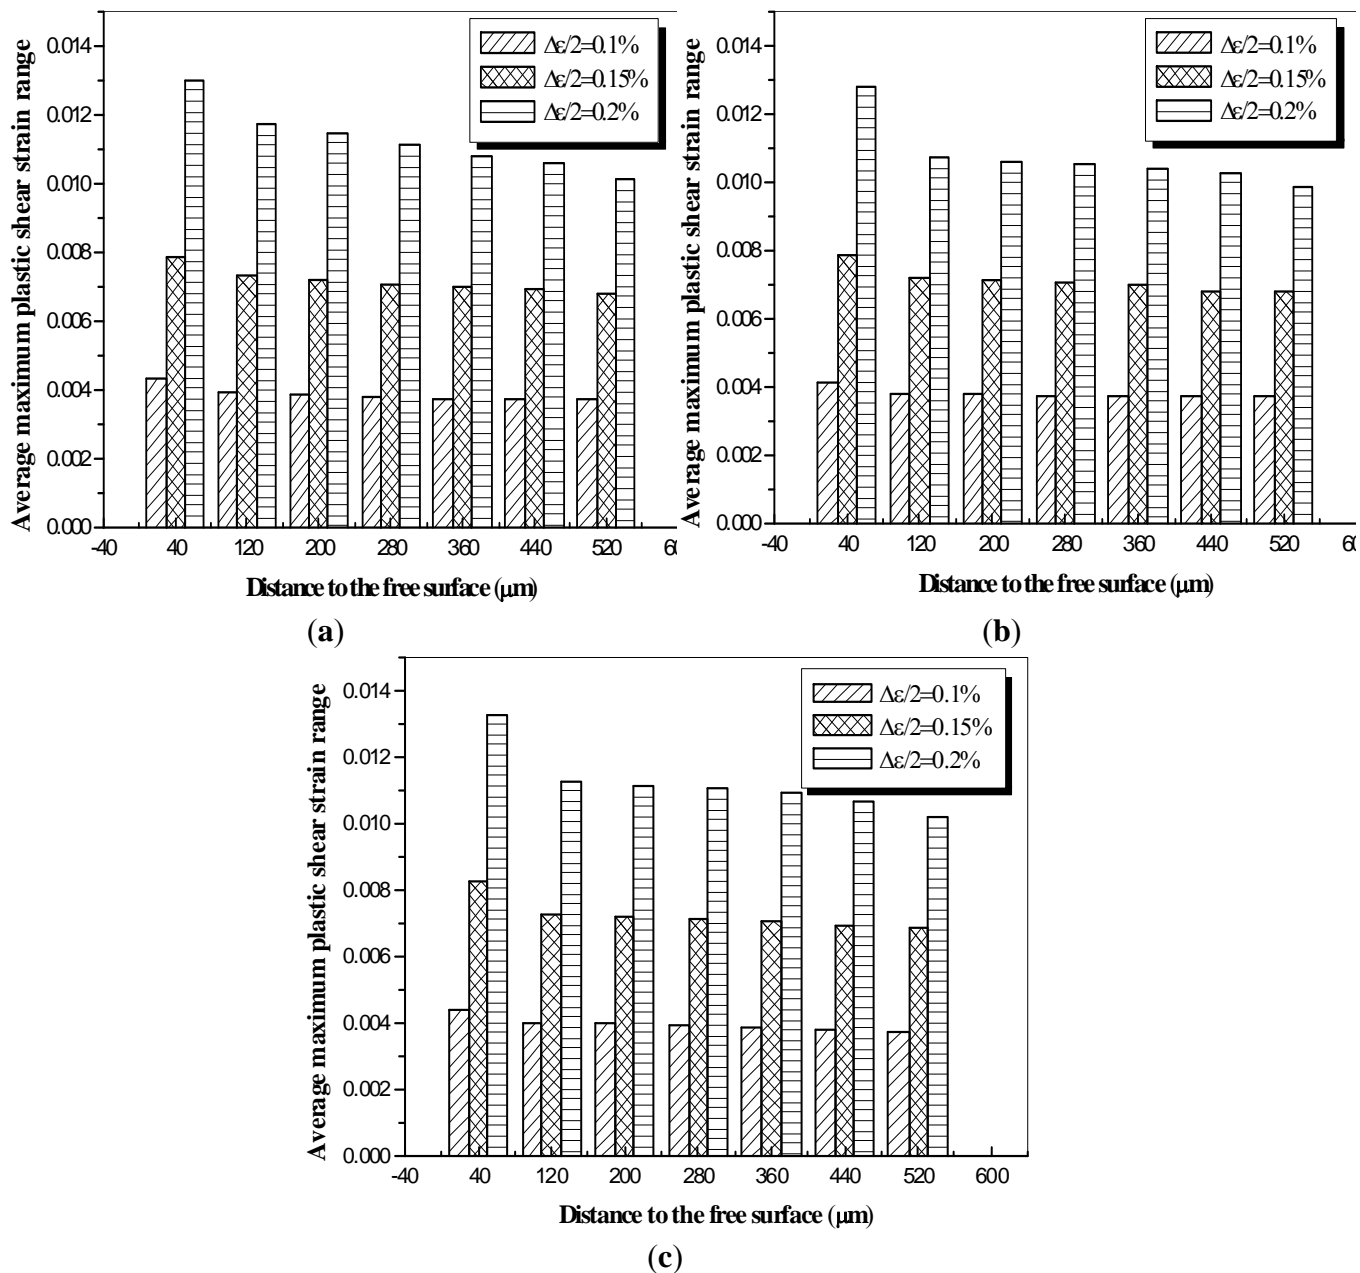 Average maximum plastic shear strain range
0.014
0.012
0.010
0.008
0.006
0.004
0.002
0.000
Δε/2=0.1%
Δε/2=0.15%
Δε/2=0.2%
-40 40 120 200 280 360 440 520 60
Distance to the free surface (μm)
(a)
Average maximum plastic shear strain range
0.014
0.012
0.010
0.008
0.006
0.004
0.002
0.000
Δε/2=0.1%
Δε/2=0.15%
Δε/2=0.2%
-40 40 120 200 280 360 440 520 60
Distance to the free surface (μm)
(b)
Average maximum plastic shear strain range
0.014
0.012
0.010
0.008
0.006
0.004
0.002
0.000
Δε/2=0.1%
Δε/2=0.15%
Δε/2=0.2%
-40 40 120 200 280 360 440 520 600
Distance to the free surface (μm)
(c)